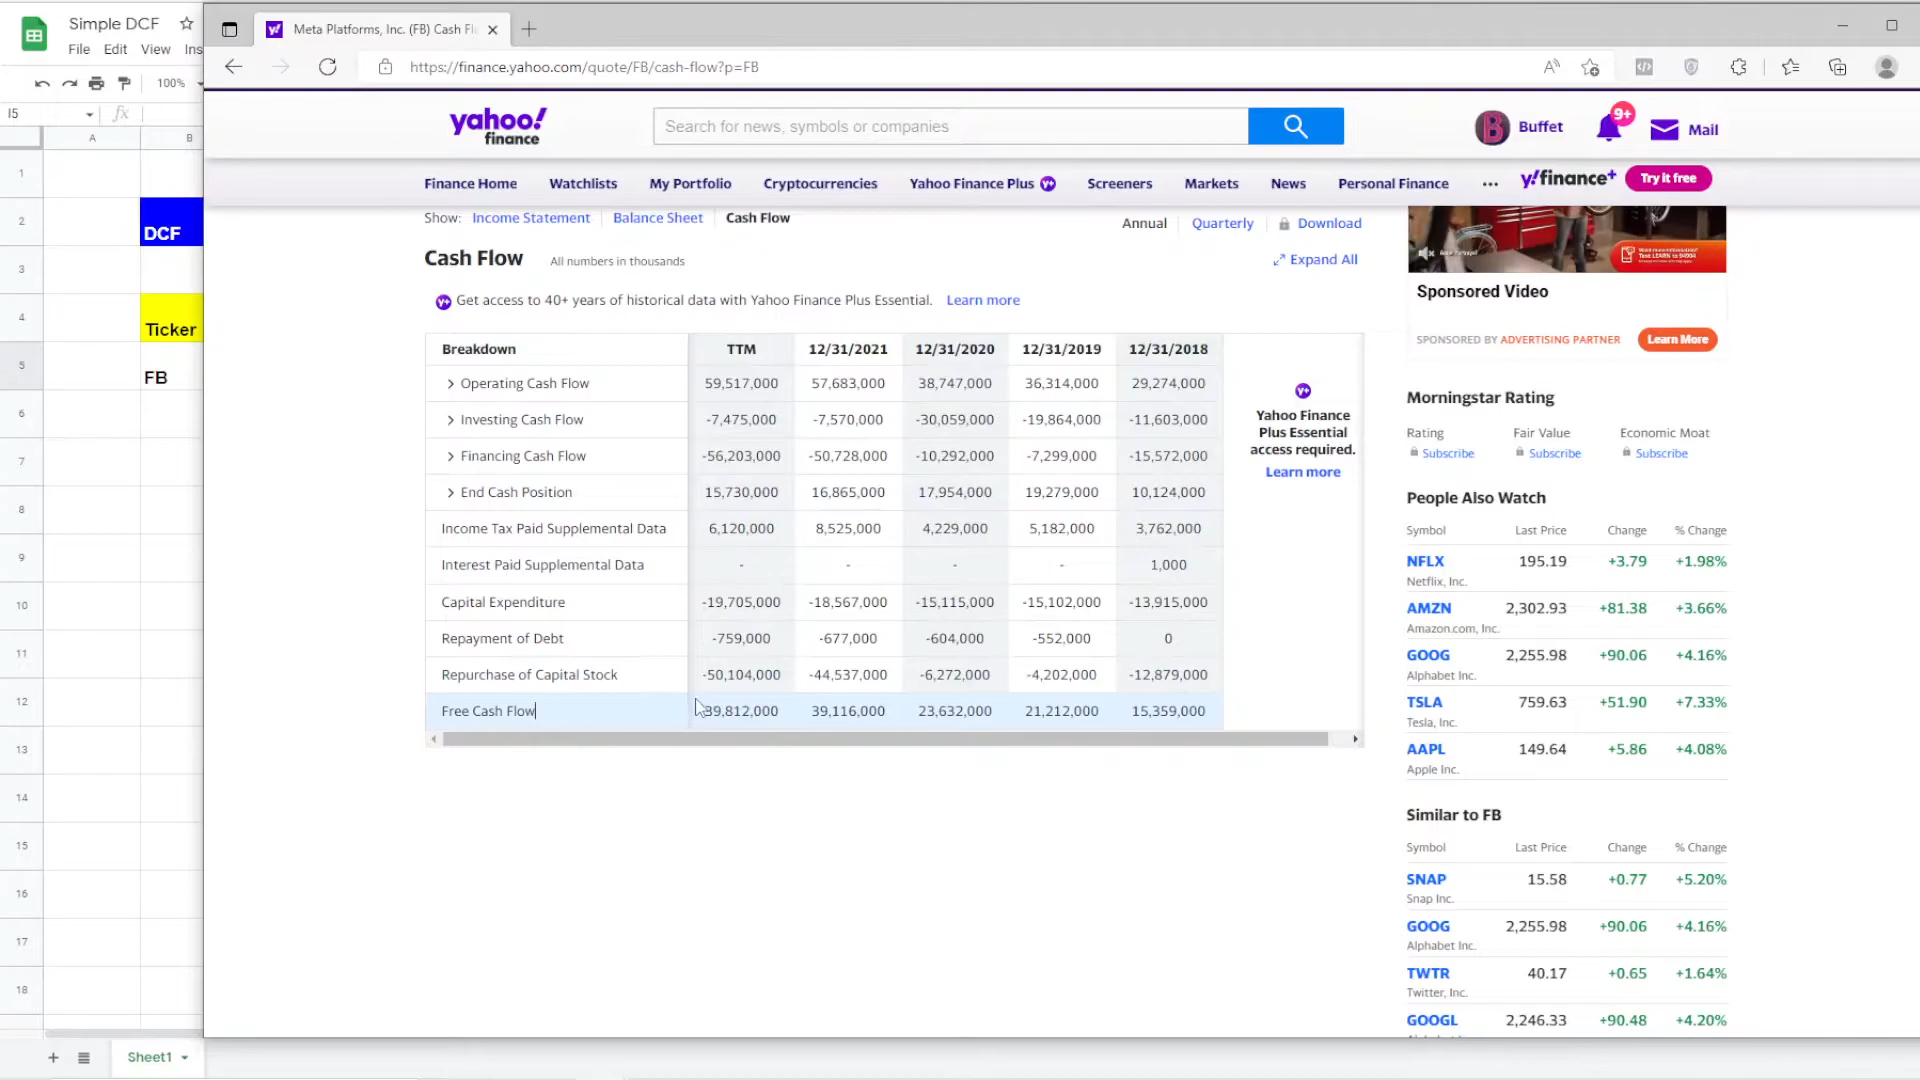 Simple DCF
File Edit View Ins
100%
I5
fx
A B
1
2 DCF
3
4 Ticker
5 FB
6
7
8
9
10
11
12
13
14
15
16
17
18
+ Sheet1
Meta Platforms, Inc. (FB) Cash Fl
https://finance.yahoo.com/quote/FB/cash-flow?p=FB
yahoo!
finance
Search for news, symbols or companies
B Buffet
9+
Mail
Finance Home Watchlists My Portfolio Cryptocurrencies Yahoo Finance Plus Screeners Markets News Personal Finance ... y!finance+ Try it free
Show: Income Statement Balance Sheet Cash Flow
Annual Quarterly Download
Cash Flow All numbers in thousands
Expand All
Get access to 40+ years of historical data with Yahoo Finance Plus Essential. Learn more
Breakdown TTM 12/31/2021 12/31/2020 12/31/2019 12/31/2018
Operating Cash Flow 59,517,000 57,683,000 38,747,000 36,314,000 29,274,000
Investing Cash Flow -7,475,000 -7,570,000 -30,059,000 -19,864,000 -11,603,000
Financing Cash Flow -56,203,000 -50,728,000 -10,292,000 -7,299,000 -15,572,000
End Cash Position 15,730,000 16,865,000 17,954,000 19,279,000 10,124,000
Income Tax Paid Supplemental Data 6,120,000 8,525,000 4,229,000 5,182,000 3,762,000
Interest Paid Supplemental Data - - - - 1,000
Capital Expenditure -19,705,000 -18,567,000 -15,115,000 -15,102,000 -13,915,000
Repayment of Debt -759,000 -677,000 -604,000 -552,000 0
Repurchase of Capital Stock -50,104,000 -44,537,000 -6,272,000 -4,202,000 -12,879,000
Free Cash Flow 39,812,000 39,116,000 23,632,000 21,212,000 15,359,000
Yahoo Finance
Plus Essential
access required.
Learn more
Sponsored Video
SPONSORED BY ADVERTISING PARTNER Learn More
Morningstar Rating
Rating Fair Value Economic Moat
Subscribe Subscribe Subscribe
People Also Watch
Symbol Last Price Change % Change
NFLX 195.19 +3.79 +1.98%
Netflix, Inc.
AMZN 2,302.93 +81.38 +3.66%
Amazon.com, Inc.
GOOG 2,255.98 +90.06 +4.16%
Alphabet Inc.
TSLA 759.63 +51.90 +7.33%
Tesla, Inc.
AAPL 149.64 +5.86 +4.08%
Apple Inc.
Similar to FB
Symbol Last Price Change % Change
SNAP 15.58 +0.77 +5.20%
Snap Inc.
GOOG 2,255.98 +90.06 +4.16%
Alphabet Inc.
TWTR 40.17 +0.65 +1.64%
Twitter, Inc.
GOOGL 2,246.33 +90.48 +4.20%